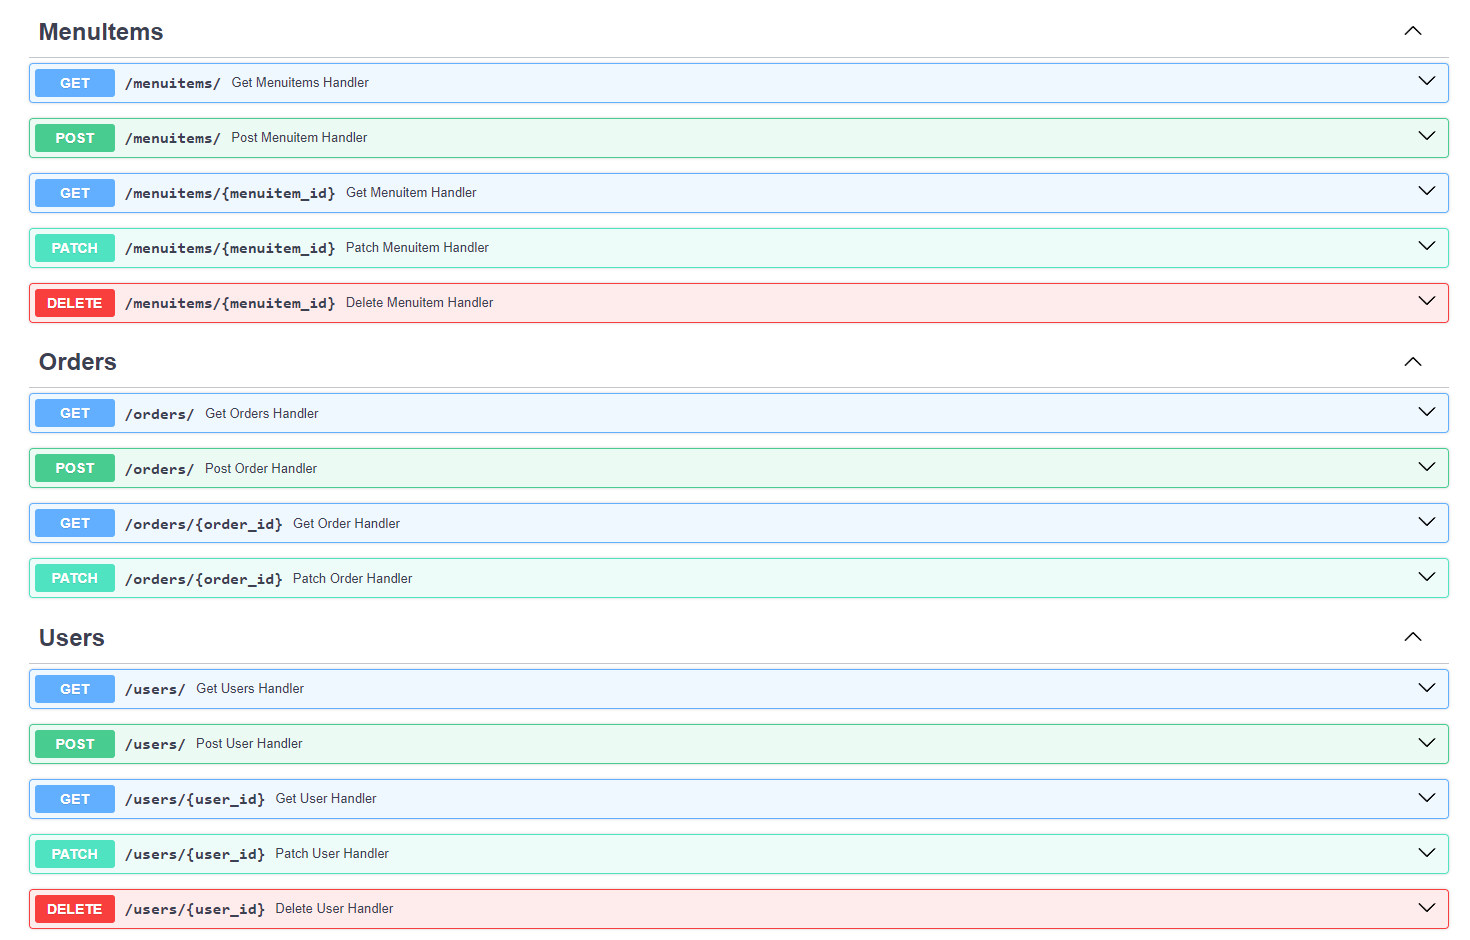 MenuItems
GET /menuitems/ Get Menuitems Handler
POST /menuitems/ Post Menuitem Handler
GET /menuitems/{menuitem_id} Get Menuitem Handler
PATCH /menuitems/{menuitem_id} Patch Menuitem Handler
DELETE /menuitems/{menuitem_id} Delete Menuitem Handler
Orders
GET /orders/ Get Orders Handler
POST /orders/ Post Order Handler
GET /orders/{order_id} Get Order Handler
PATCH /orders/{order_id} Patch Order Handler
Users
GET /users/ Get Users Handler
POST /users/ Post User Handler
GET /users/{user_id} Get User Handler
PATCH /users/{user_id} Patch User Handler
DELETE /users/{user_id} Delete User Handler